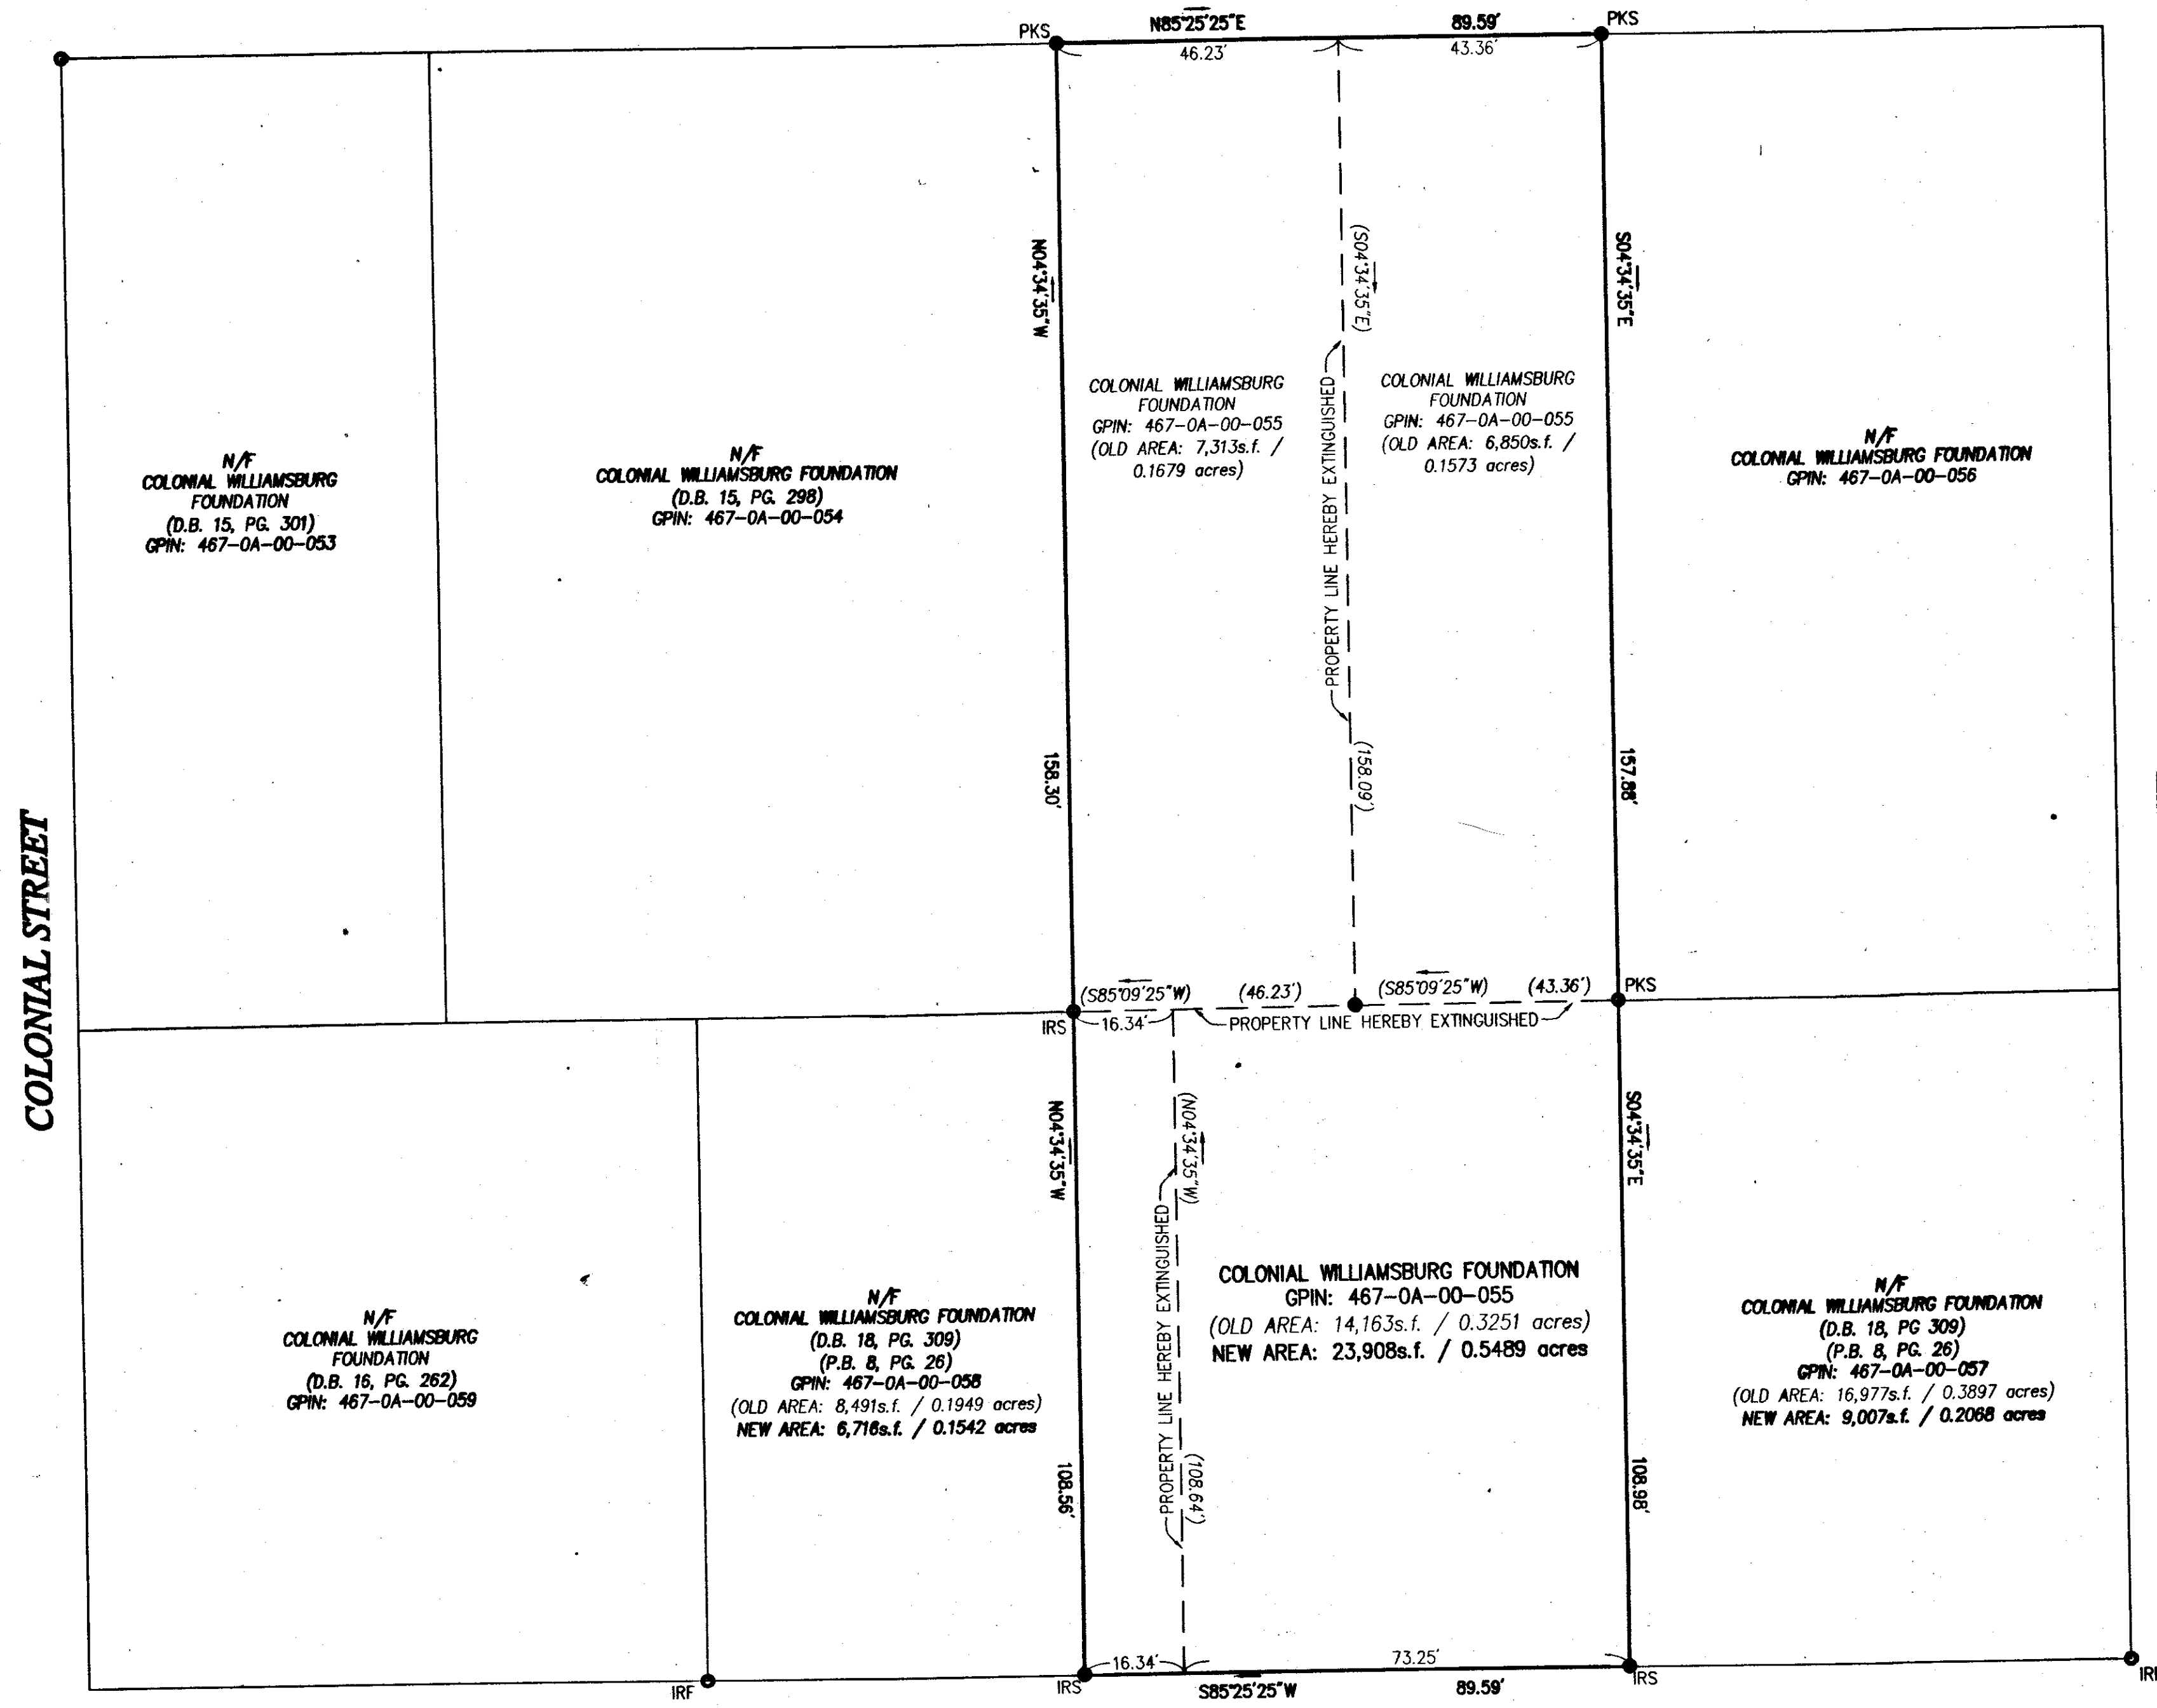 PKS
N85°25'25"E
89.59'
PKS
46.23'
43.36'
N04°34'35"W
(S04°34'35"E)
S04°34'35"E
COLONIAL WILLIAMSBURG
FOUNDATION
GPIN: 467-0A-00-055
(OLD AREA: 7,313s.f. /
0.1679 acres)
PROPERTY LINE HEREBY EXTINGUISHED
COLONIAL WILLIAMSBURG
FOUNDATION
GPIN: 467-0A-00-055
(OLD AREA: 6,850s.f. /
0.1573 acres)
N/F
COLONIAL WILLIAMSBURG
FOUNDATION
(D.B. 15, PG. 301)
GPIN: 467-0A-00-053
N/F
COLONIAL WILLIAMSBURG FOUNDATION
(D.B. 15, PG. 298)
GPIN: 467-0A-00-054
N/F
COLONIAL WILLIAMSBURG FOUNDATION
GPIN: 467-0A-00-056
158.30'
(158.09')
157.88'
COLONIAL STREET
(S85°09'25"W)
(46.23')
(S85°09'25"W)
(43.36')
PKS
IRS
16.34'
PROPERTY LINE HEREBY EXTINGUISHED
N04°34'35"W
(N04°34'35"W)
S04°34'35"E
PROPERTY LINE HEREBY EXTINGUISHED
N/F
COLONIAL WILLIAMSBURG
FOUNDATION
(D.B. 16, PG. 262)
GPIN: 467-0A-00-059
N/F
COLONIAL WILLIAMSBURG FOUNDATION
(D.B. 18, PG. 309)
(P.B. 8, PG. 26)
GPIN: 467-0A-00-058
(OLD AREA: 8,491s.f. / 0.1949 acres)
NEW AREA: 6,716s.f. / 0.1542 acres
COLONIAL WILLIAMSBURG FOUNDATION
GPIN: 467-0A-00-055
(OLD AREA: 14,163s.f. / 0.3251 acres)
NEW AREA: 23,908s.f. / 0.5489 acres
N/F
COLONIAL WILLIAMSBURG FOUNDATION
(D.B. 18, PG 309)
(P.B. 8, PG. 26)
GPIN: 467-0A-00-057
(OLD AREA: 16,977s.f. / 0.3897 acres)
NEW AREA: 9,007s.f. / 0.2068 acres
108.56'
(108.64')
108.98'
16.34'
73.25'
IRF
IRS
S85°25'25"W
89.59'
IRS